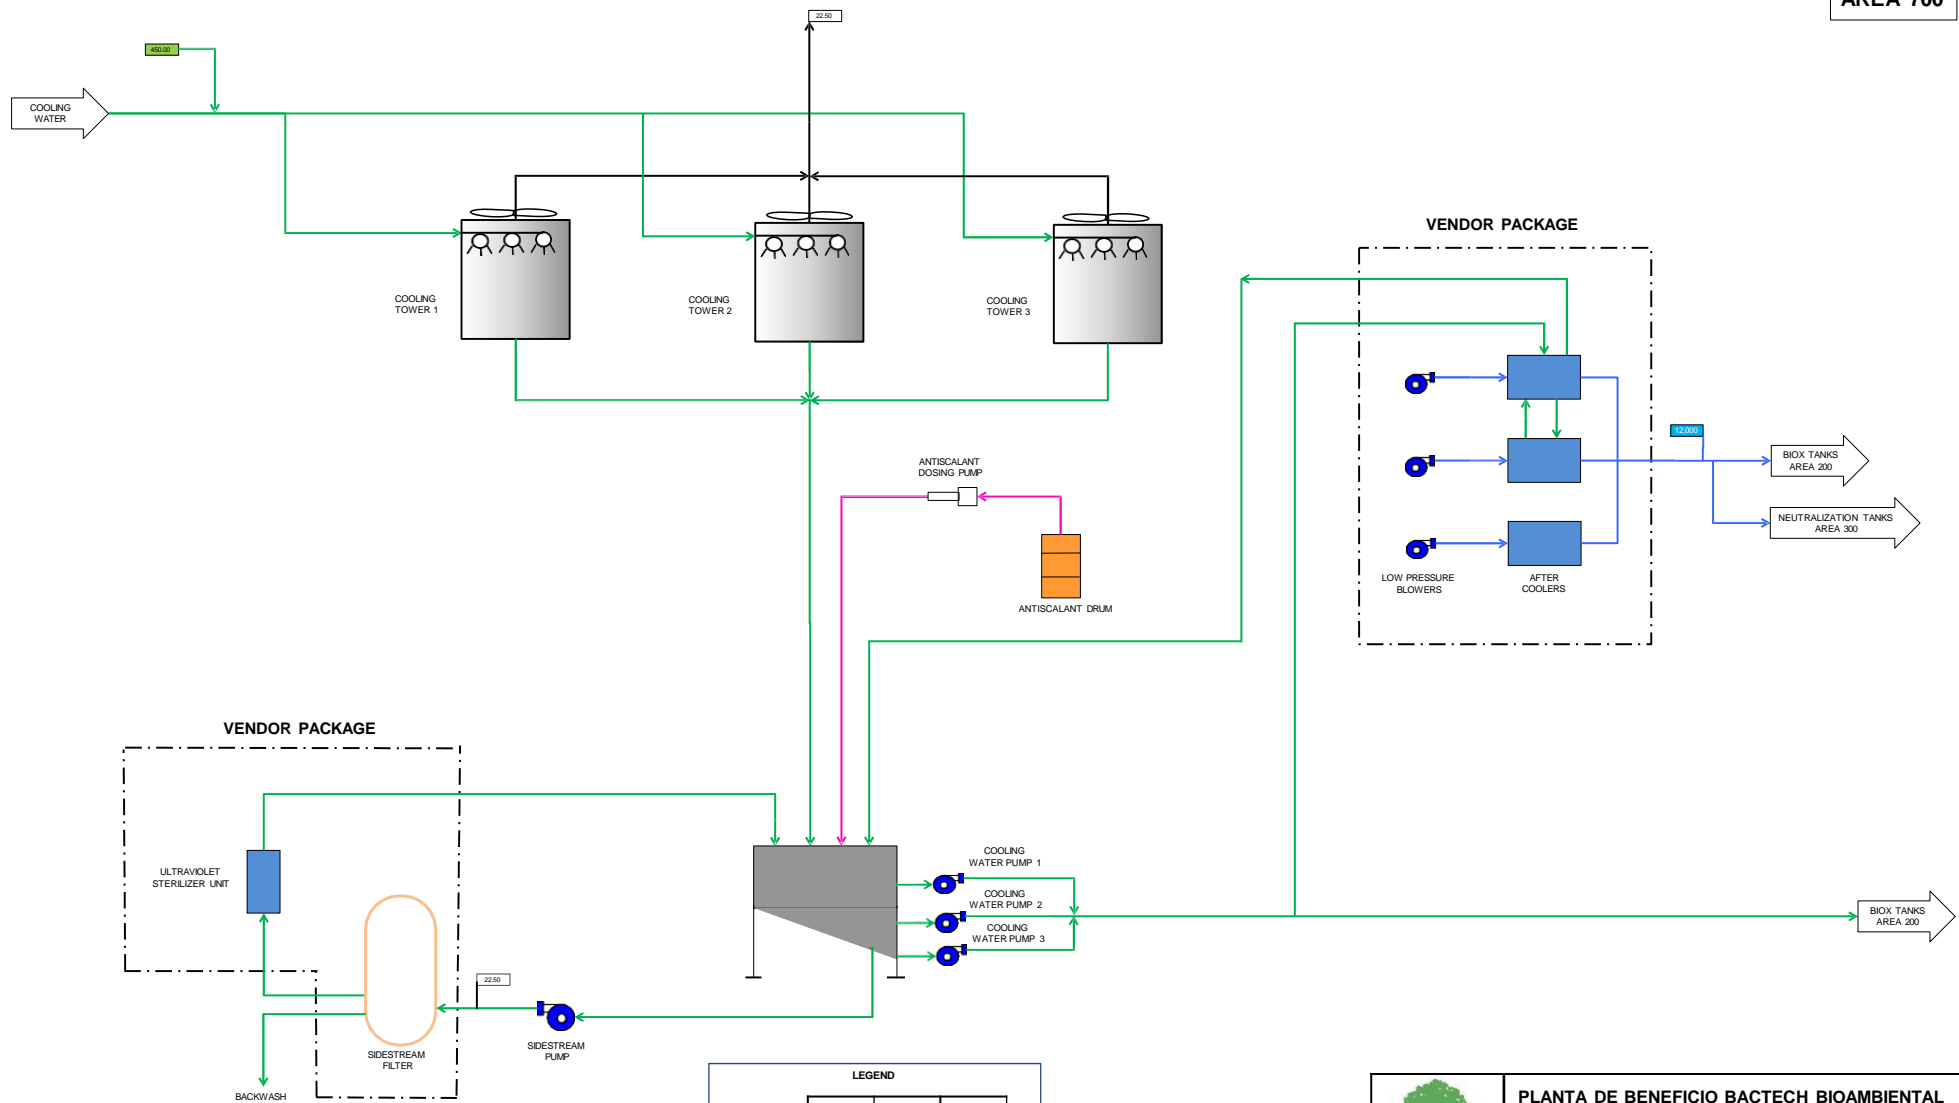 AREA 700
22.50
450.00
COOLING
WATER
COOLING
TOWER 1
COOLING
TOWER 2
COOLING
TOWER 3
VENDOR PACKAGE
12,000
BIOX TANKS
AREA 200
NEUTRALIZATION TANKS
AREA 300
LOW PRESSURE
BLOWERS
AFTER
COOLERS
ANTISCALANT
DOSING PUMP
ANTISCALANT DRUM
VENDOR PACKAGE
ULTRAVIOLET
STERILIZER UNIT
COOLING
WATER PUMP 1
COOLING
WATER PUMP 2
COOLING
WATER PUMP 3
BIOX TANKS
AREA 200
22.50
SIDESTREAM
PUMP
SIDESTREAM
FILTER
BACKWASH
LEGEND
PLANTA DE BENEFICIO BACTECH BIOAMBIENTAL